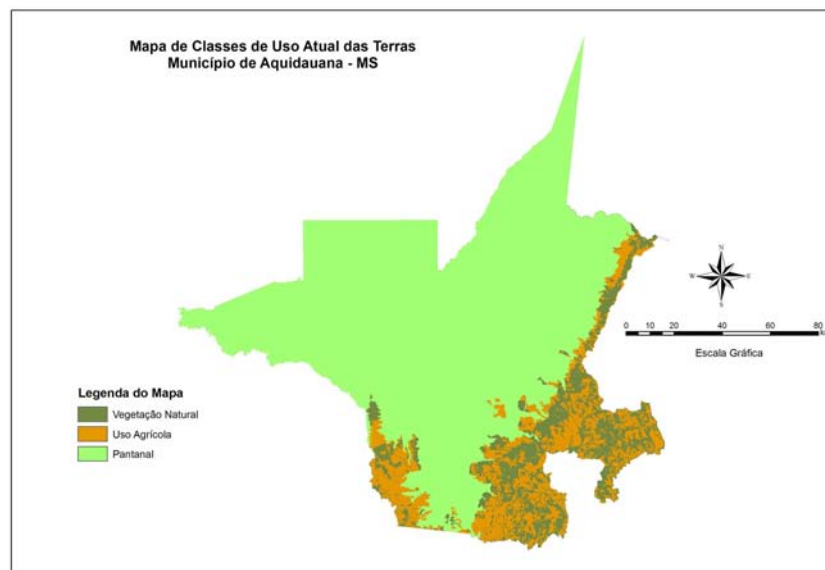 Mapa de Classes de Uso Atual das Terras
Município de Aquidauana - MS
N
W E
S
0 10 20 40 60 80
Escala Gráfica
Legenda do Mapa
Vegetação Natural
Uso Agrícola
Pantanal